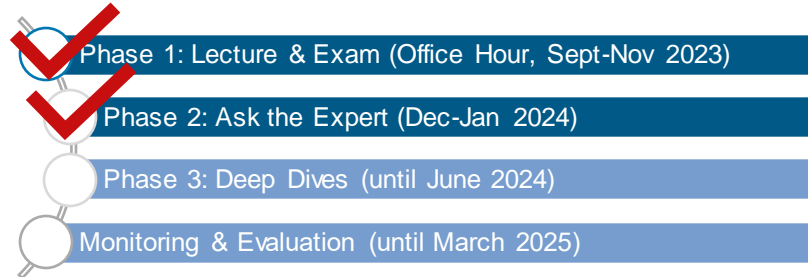 Phase 1: Lecture & Exam (Office Hour, Sept-Nov 2023)
Phase 2: Ask the Expert (Dec-Jan 2024)
Phase 3: Deep Dives (until June 2024)
Monitoring & Evaluation (until March 2025)